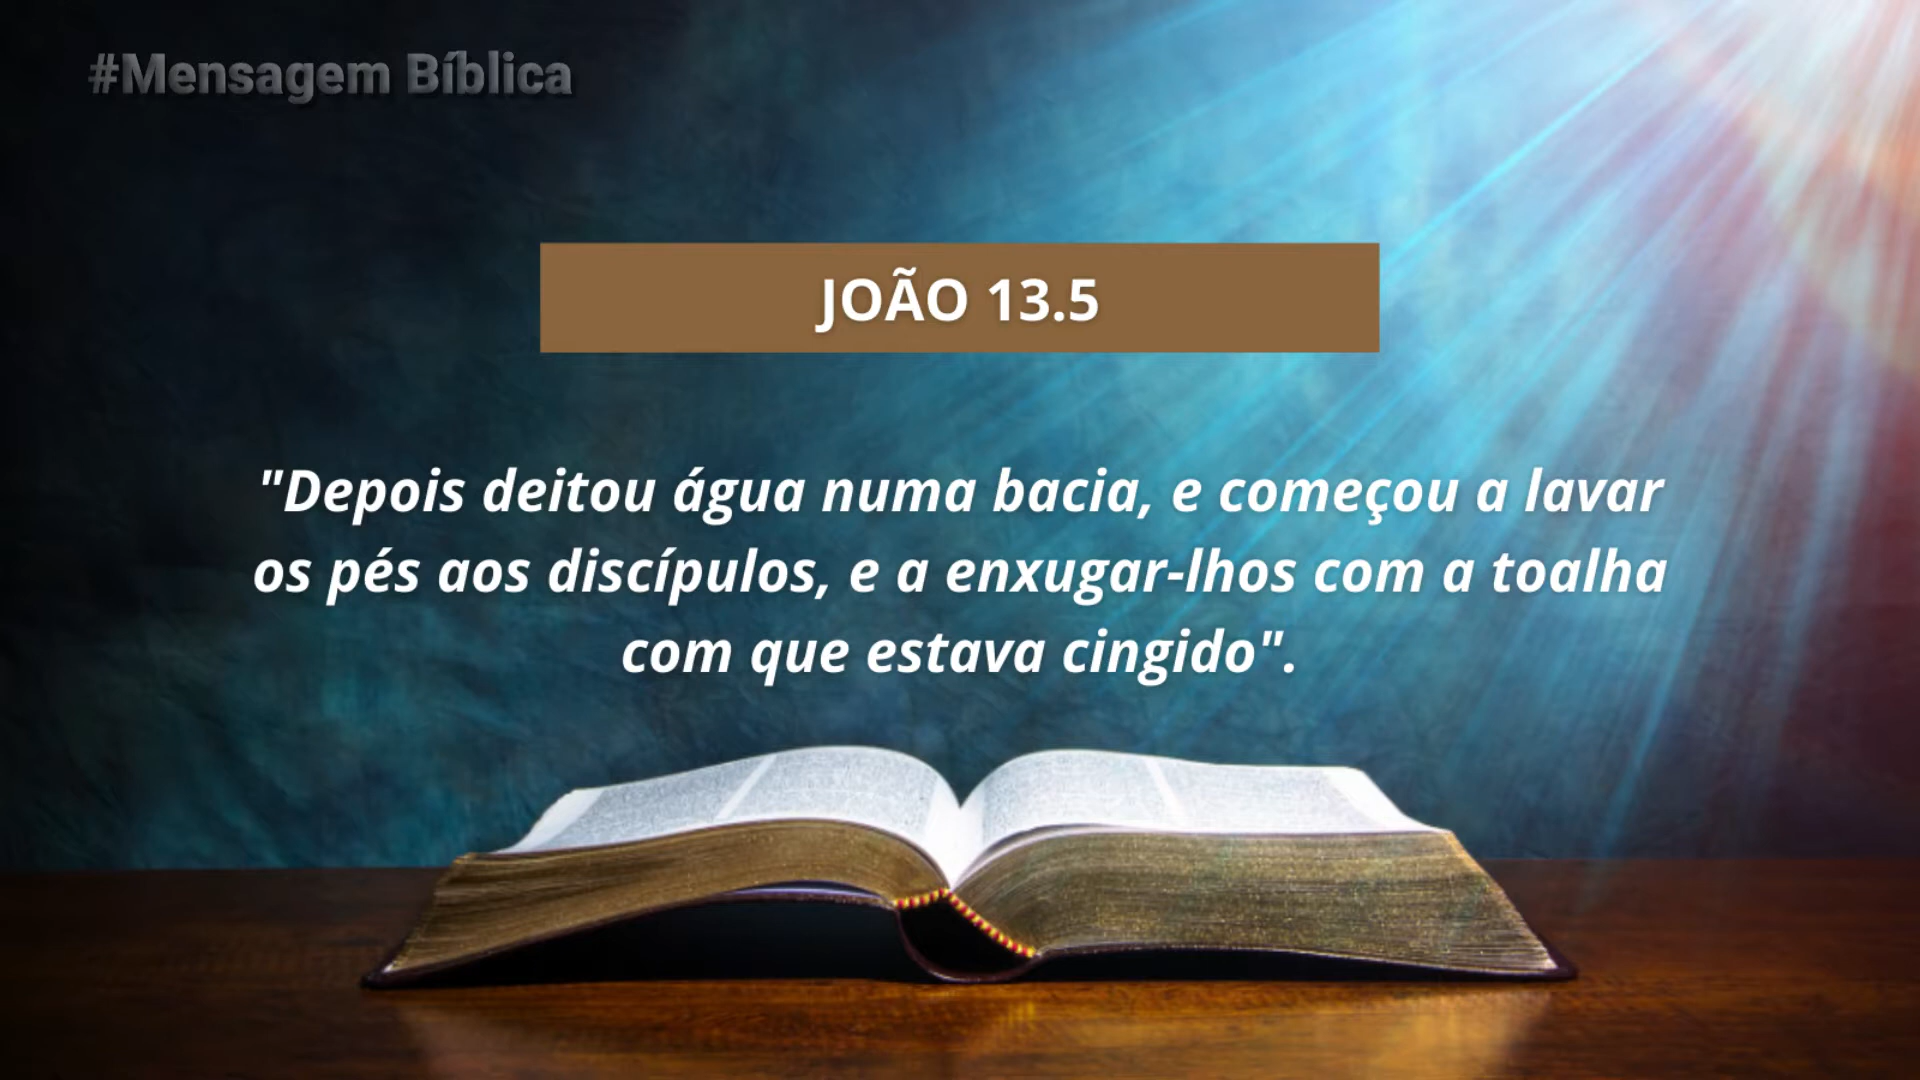 #Mensagem Bíblica
JOÃO 13.5
"Depois deitou água numa bacia, e começou a lavar
os pés aos discípulos, e a enxugar-lhos com a toalha
com que estava cingido".